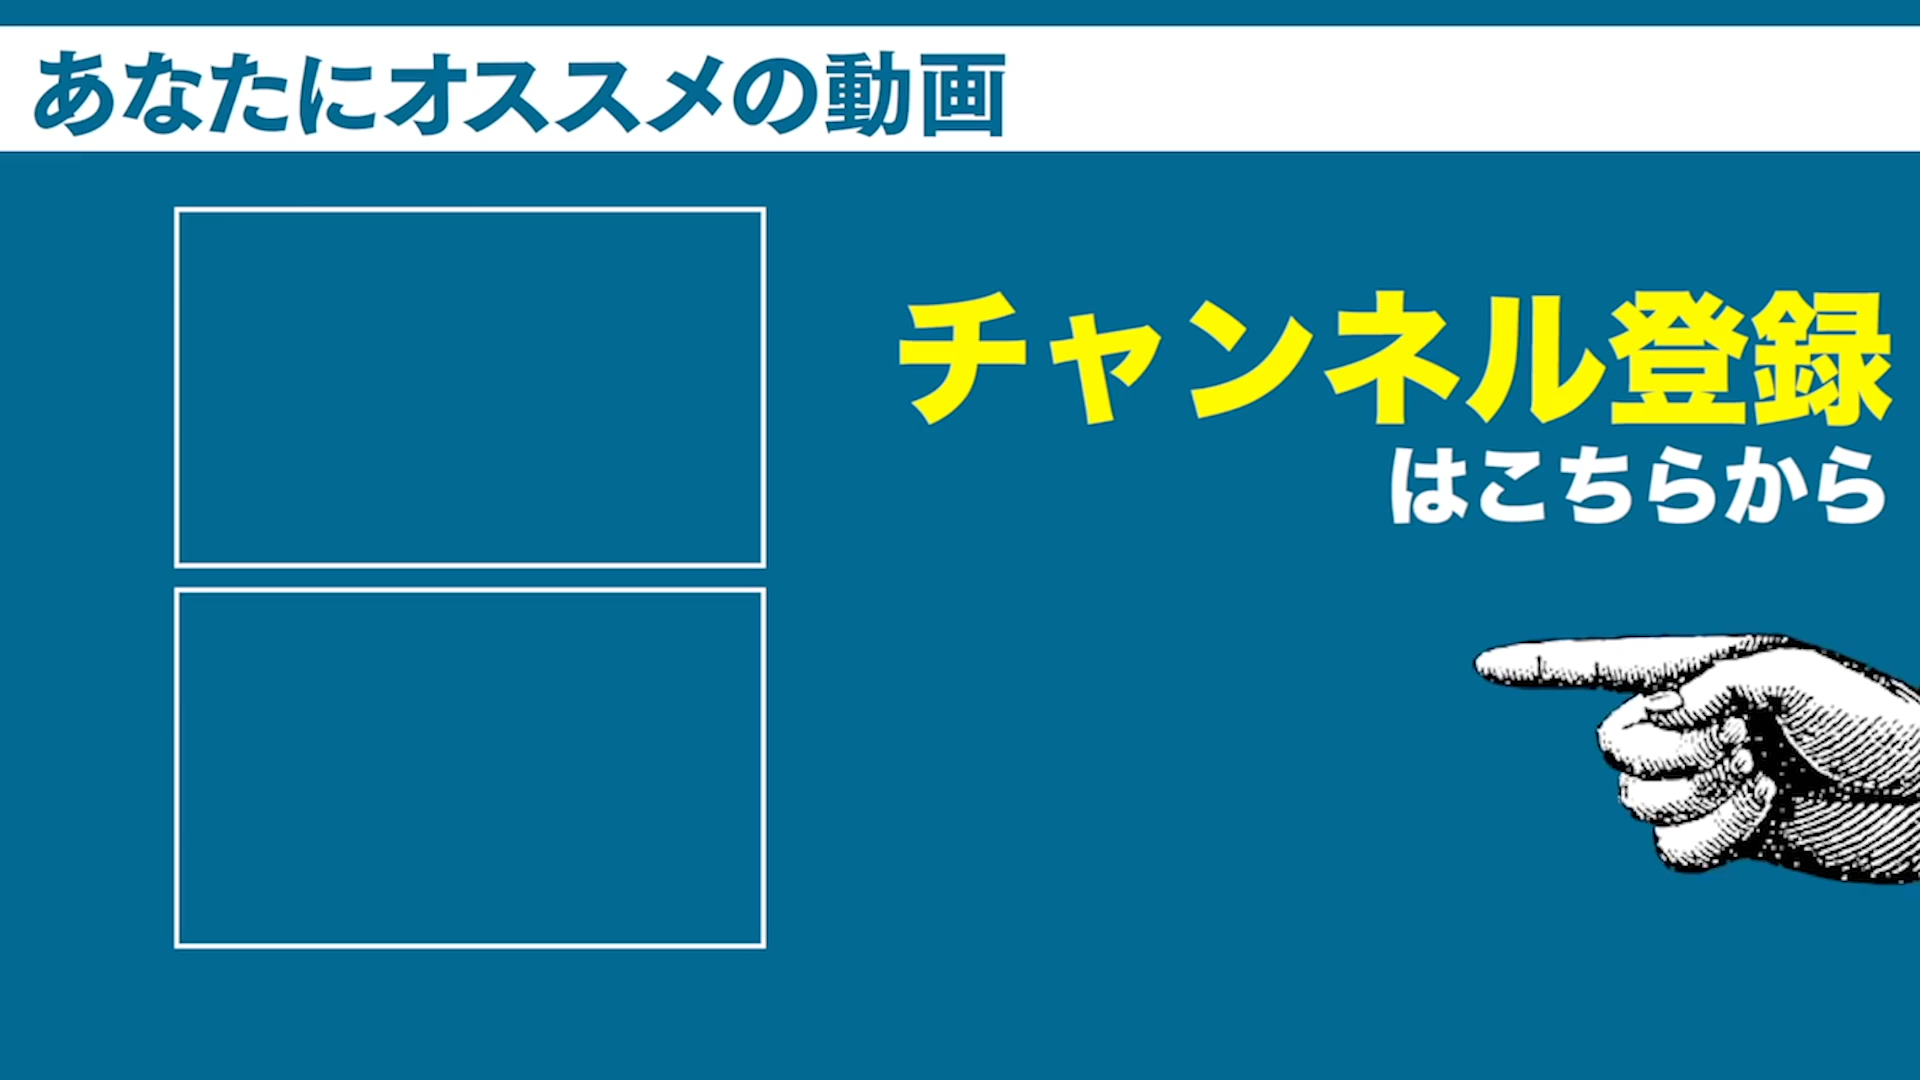 あなたにオススメの動画
チャンネル登録
はこちらから